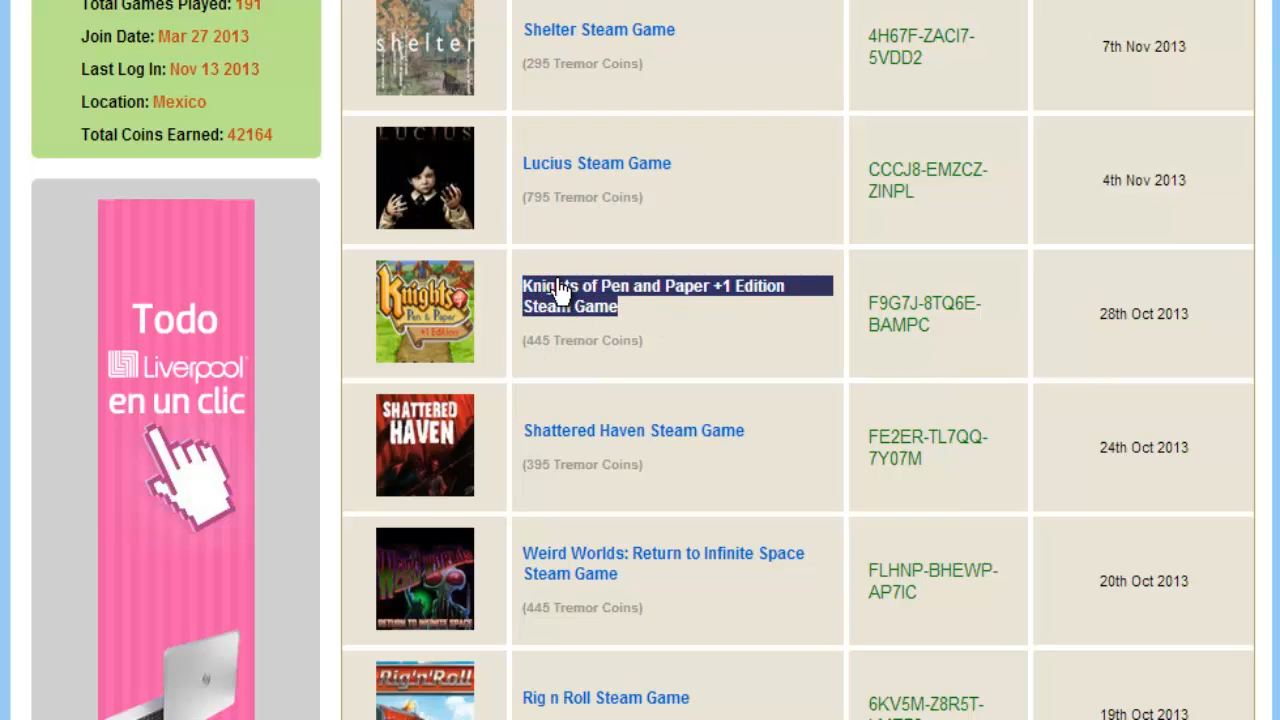 Total Games Played: 191
Join Date: Mar 27 2013
Last Log In: Nov 13 2013
Location: Mexico
Total Coins Earned: 42164
Todo
Liverpool
en un clic
shelter
Shelter Steam Game
(295 Tremor Coins)
4H67F-ZACI7-
5VDD2
7th Nov 2013
LUCIUS
Lucius Steam Game
(795 Tremor Coins)
CCCJ8-EMZCZ-
ZINPL
4th Nov 2013
Knights
Pen & Paper
+1 Edition
Knights of Pen and Paper +1 Edition
Steam Game
(445 Tremor Coins)
F9G7J-8TQ6E-
BAMPC
28th Oct 2013
SHATTERED
HAVEN
Shattered Haven Steam Game
(395 Tremor Coins)
FE2ER-TL7QQ-
7Y07M
24th Oct 2013
Weird Worlds
RETURN TO INFINITE SPACE
Weird Worlds: Return to Infinite Space
Steam Game
(445 Tremor Coins)
FLHNP-BHEWP-
AP7IC
20th Oct 2013
Rig'n'Roll
Rig n Roll Steam Game
6KV5M-Z8R5T-
19th Oct 2013